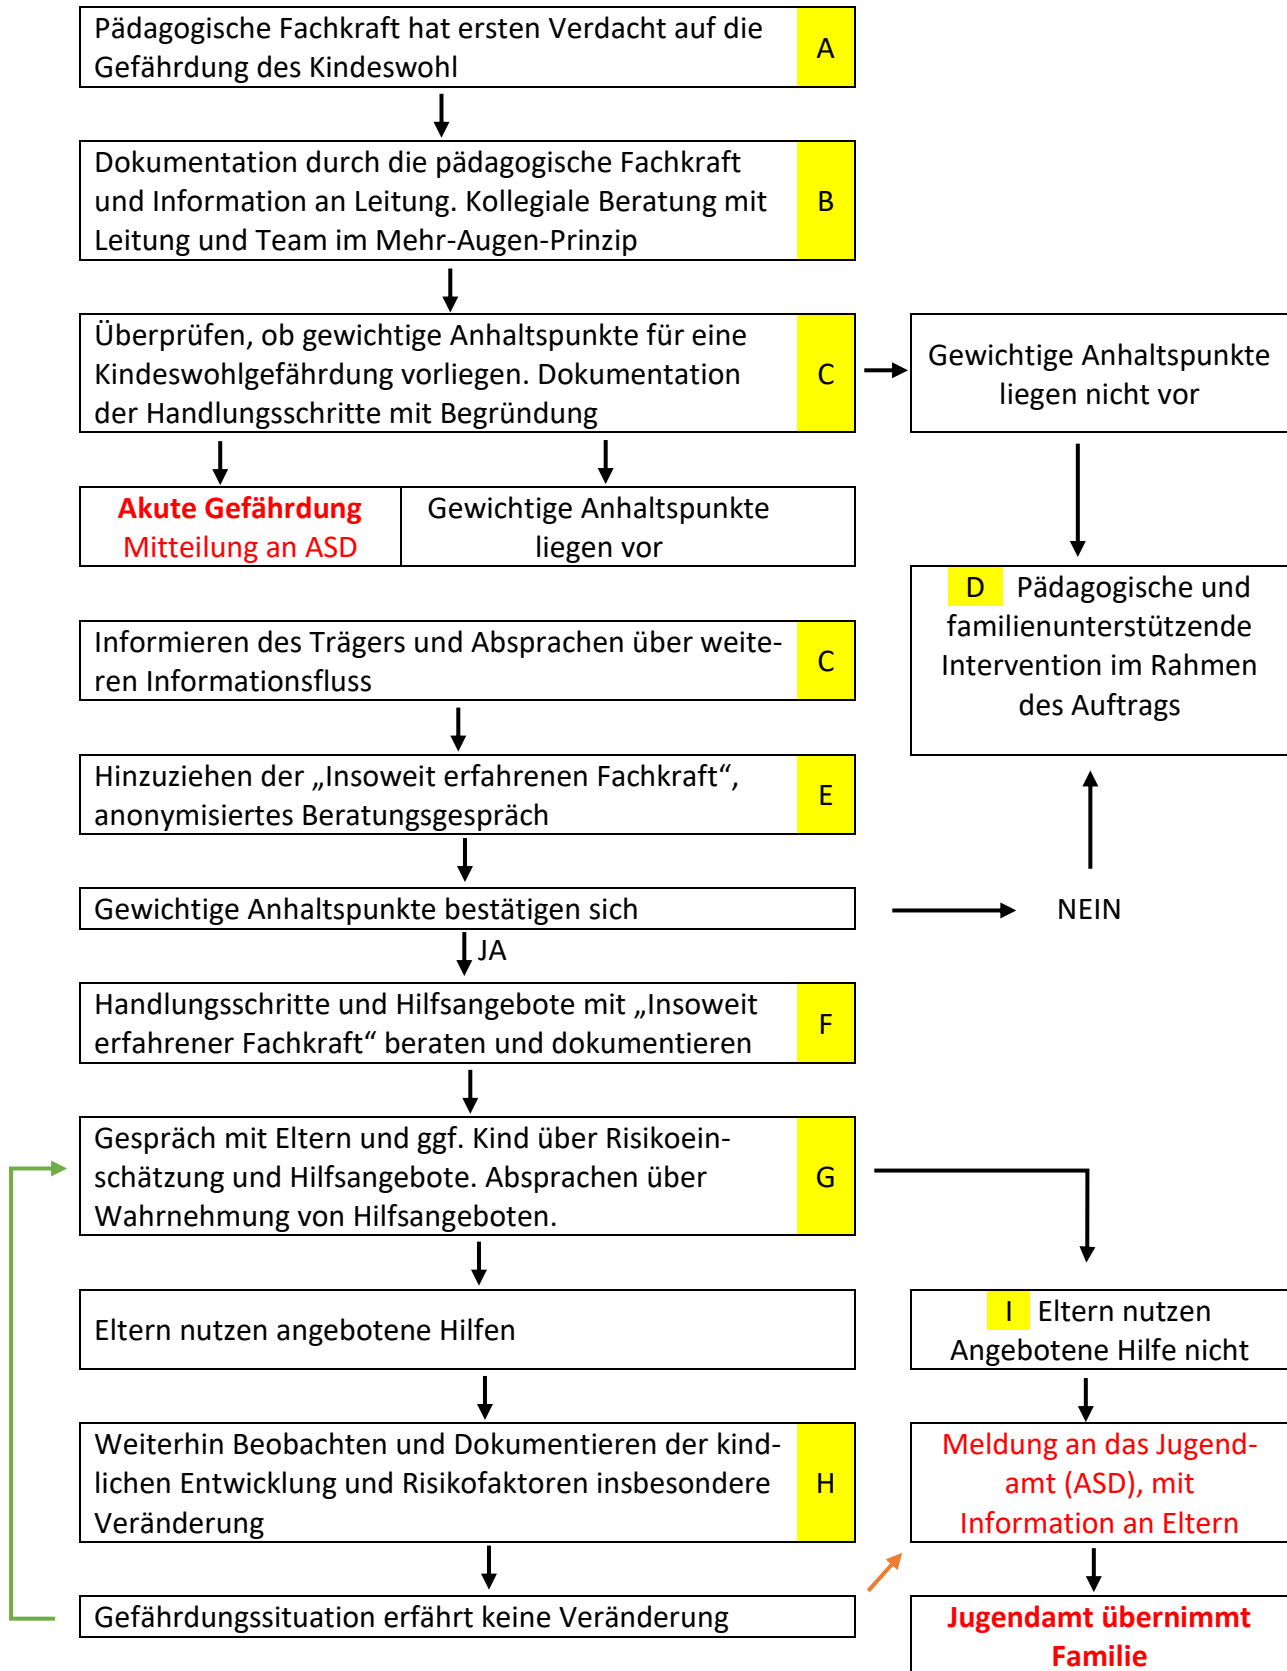 Pädagogische Fachkraft hat ersten Verdacht auf die
Gefährdung des Kindeswohl
A
Dokumentation durch die pädagogische Fachkraft
und Information an Leitung. Kollegiale Beratung mit
Leitung und Team im Mehr-Augen-Prinzip
B
Überprüfen, ob gewichtige Anhaltspunkte für eine
Kindeswohlgefährdung vorliegen. Dokumentation
der Handlungsschritte mit Begründung
C
Gewichtige Anhaltspunkte
liegen nicht vor
Akute Gefährdung
Mitteilung an ASD
Gewichtige Anhaltspunkte
liegen vor
D Pädagogische und
familienunterstützende
Intervention im Rahmen
des Auftrags
Informieren des Trägers und Absprachen über weite-
ren Informationsfluss
C
Hinzuziehen der „Insoweit erfahrenen Fachkraft“,
anonymisiertes Beratungsgespräch
E
Gewichtige Anhaltspunkte bestätigen sich
NEIN
JA
Handlungsschritte und Hilfsangebote mit „Insoweit
erfahrener Fachkraft“ beraten und dokumentieren
F
Gespräch mit Eltern und ggf. Kind über Risikoein-
schätzung und Hilfsangebote. Absprachen über
Wahrnehmung von Hilfsangeboten.
G
Eltern nutzen angebotene Hilfen
I Eltern nutzen
Angebotene Hilfe nicht
Weiterhin Beobachten und Dokumentieren der kind-
lichen Entwicklung und Risikofaktoren insbesondere
Veränderung
H
Meldung an das Jugend-
amt (ASD), mit
Information an Eltern
Gefährdungssituation erfährt keine Veränderung
Jugendamt übernimmt
Familie